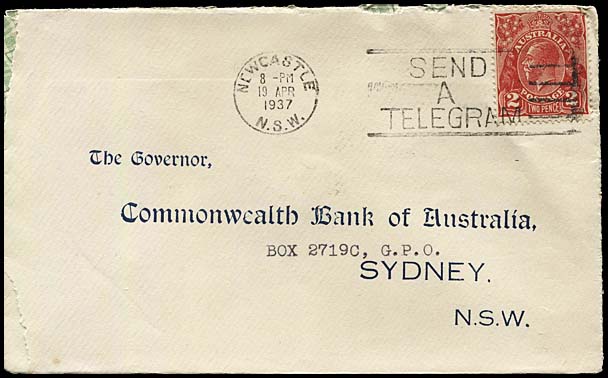 NEWCASTLE
8 - PM
19 APR
1937
N.S.W.
SEND
A
TELEGRAM
AUSTRALIA
POSTAGE
2 TWO PENCE 2
The Governor,
Commonwealth Bank of Australia,
BOX 2719C, G.P.O.
SYDNEY.
N.S.W.